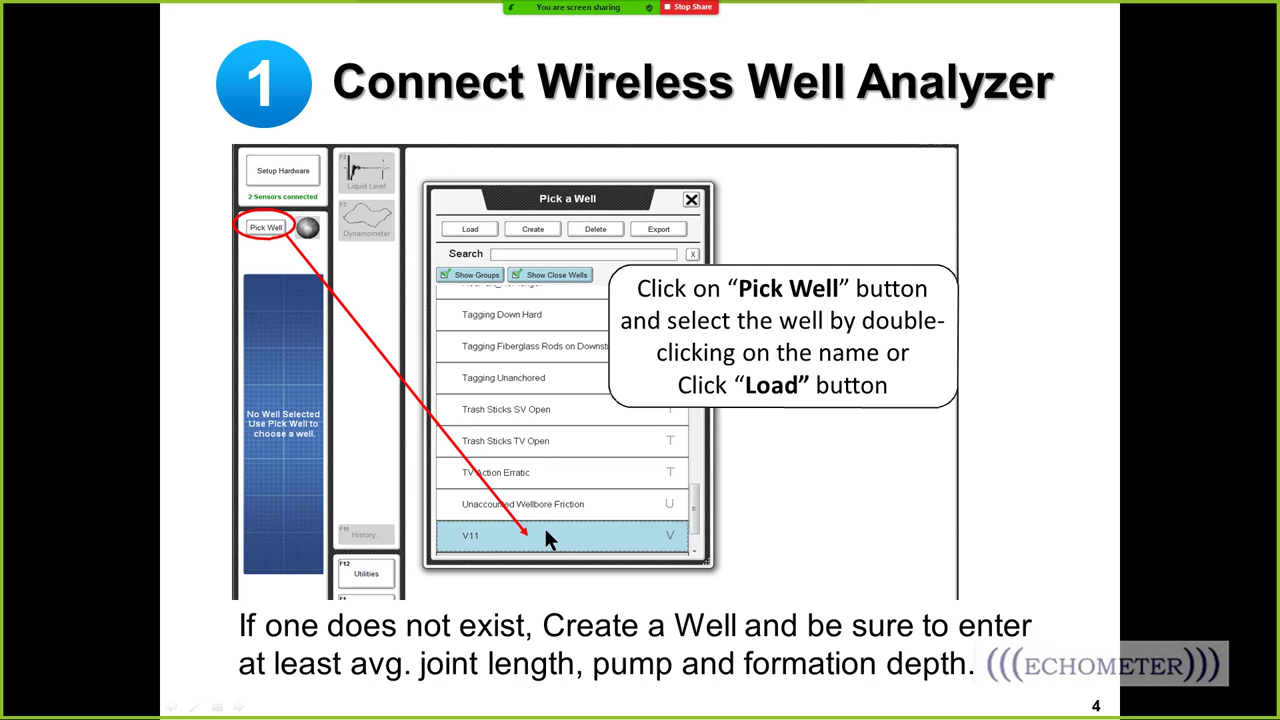 You are screen sharing
Stop Share
1
Connect Wireless Well Analyzer
Setup Hardware
2 Sensors connected
Pick Well
No Well Selected
Use Pick Well to
choose a well.
F2
Liquid Level
F3
Dynamometer
F11
History...
F12
Utilities
Pick a Well
Load
Create
Delete
Export
Search
X
Show Groups
Show Close Wells
Tagging Down Hard
Tagging Fiberglass Rods on
Tagging Unanchored
Trash Sticks SV Open
Trash Sticks TV Open T
TV Action Erratic T
Unaccounted Wellbore Friction U
V11 V
Click on “Pick Well” button
and select the well by double-
clicking on the name or
Click “Load” button
If one does not exist, Create a Well and be sure to enter
at least avg. joint length, pump and formation depth.
(((ECHOMETER)))
4